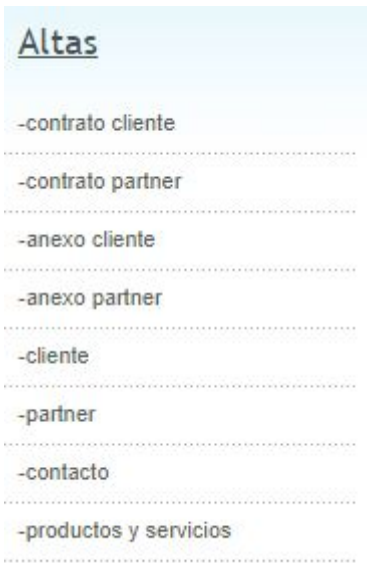 Altas
-contrato cliente
-contrato partner
-anexo cliente
-anexo partner
-cliente
-partner
-contacto
-productos y servicios